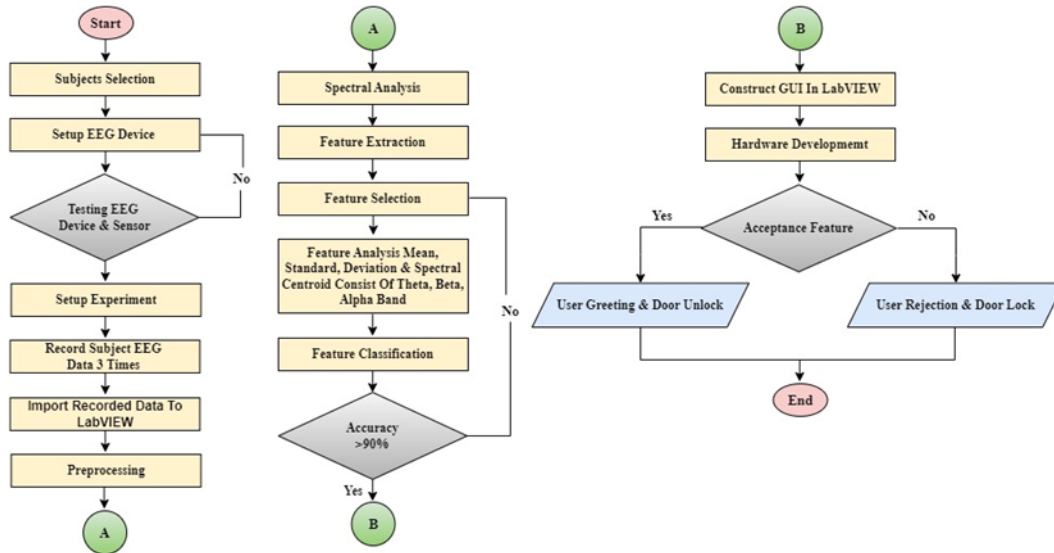 Start
Subjects Selection
Setup EEG Device
No
Testing EEG
Device & Sensor
Setup Experiment
Record Subject EEG
Data 3 Times
Import Recorded Data To
LabVIEW
Preprocessing
A
A
Spectral Analysis
Feature Extraction
Feature Selection
Feature Analysis Mean,
Standard, Deviation & Spectral
Centroid Consist Of Theta, Beta,
Alpha Band
No
Feature Classification
Accuracy
>90%
Yes
B
B
Construct GUI In LabVIEW
Hardware Developmemt
Yes
No
Acceptance Feature
User Greeting & Door Unlock
User Rejection & Door Lock
End